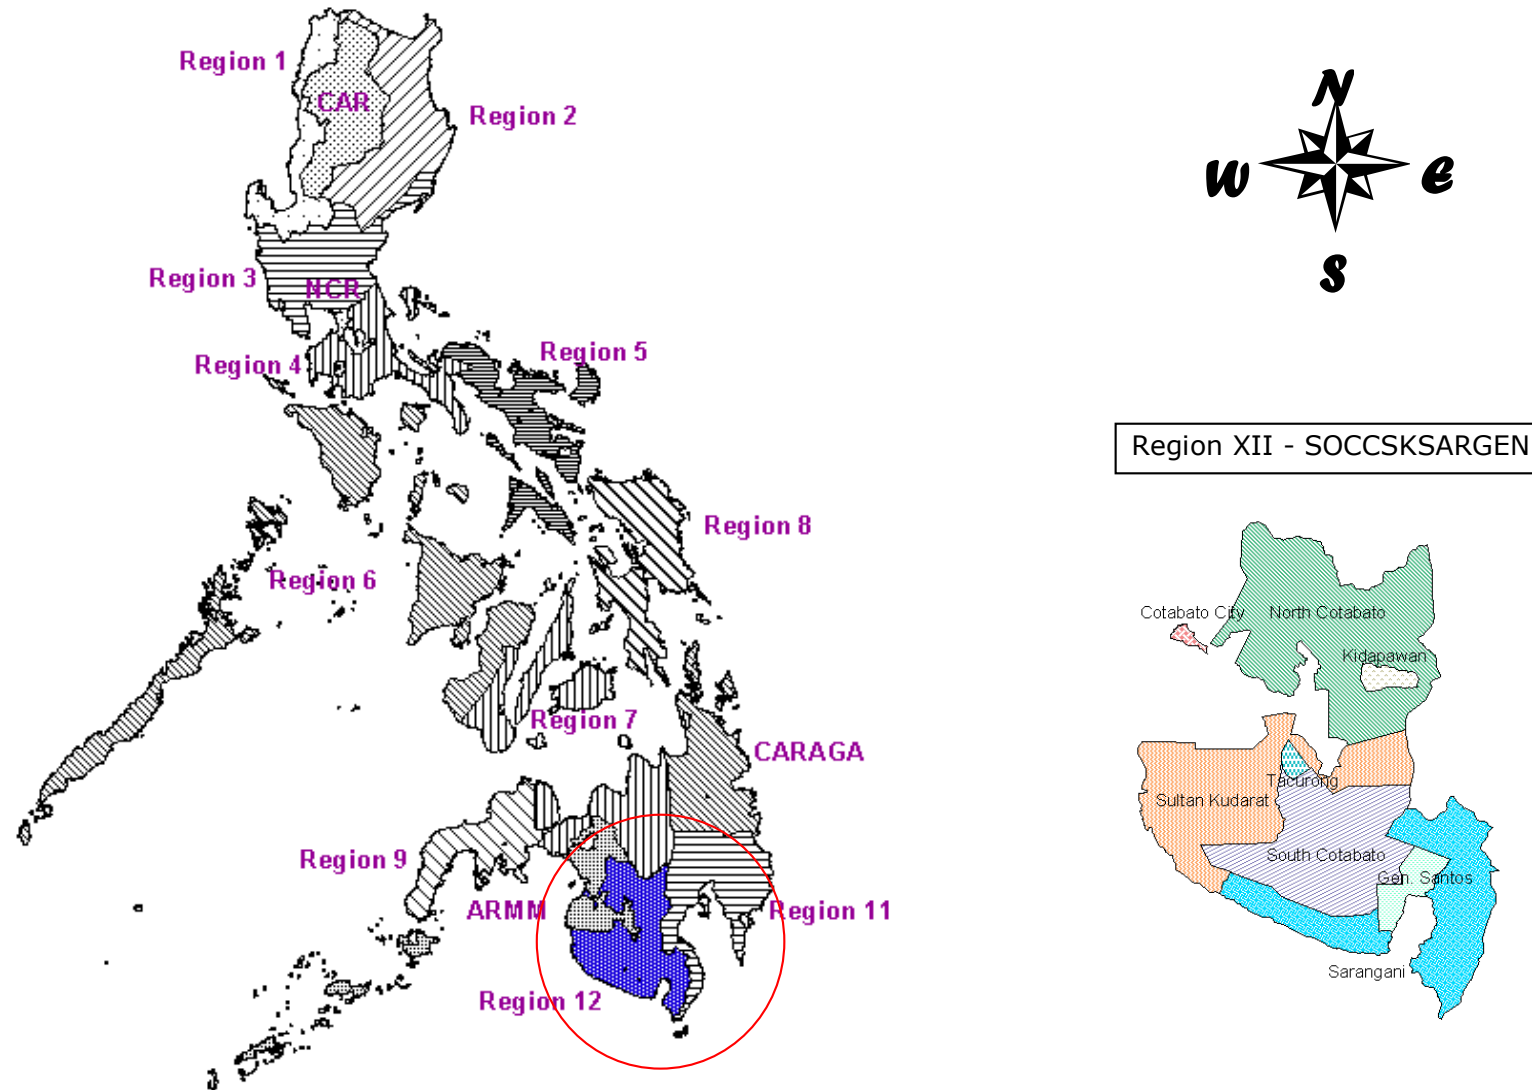 Region 1
CAR
Region 2
Region 3
NCR
Region 4
Region 5
Region 8
Region 6
Region 7
CARAGA
Region 9
ARMM
Region 11
Region 12
N
W
E
S
Region XII - SOCCSKSARGEN
Cotabato City
North Cotabato
Kidapawan
Tacurong
Sultan Kudarat
South Cotabato
Gen. Santos
Sarangani